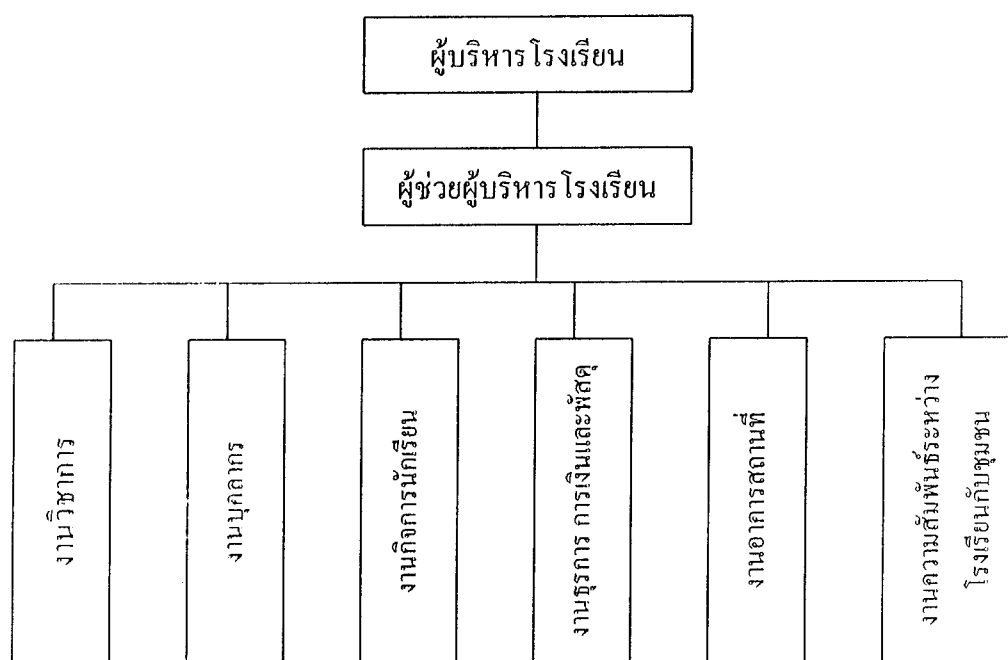 ผู้บริหารโรงเรียน
ผู้ช่วยผู้บริหารโรงเรียน
งานวิชาการ
งานบุคลากร
งานกิจการนักเรียน
งานธุรการ การเงินและพัสดุ
งานอาคารสถานที่
งานความสัมพันธ์ระหว่าง
โรงเรียนกับชุมชน